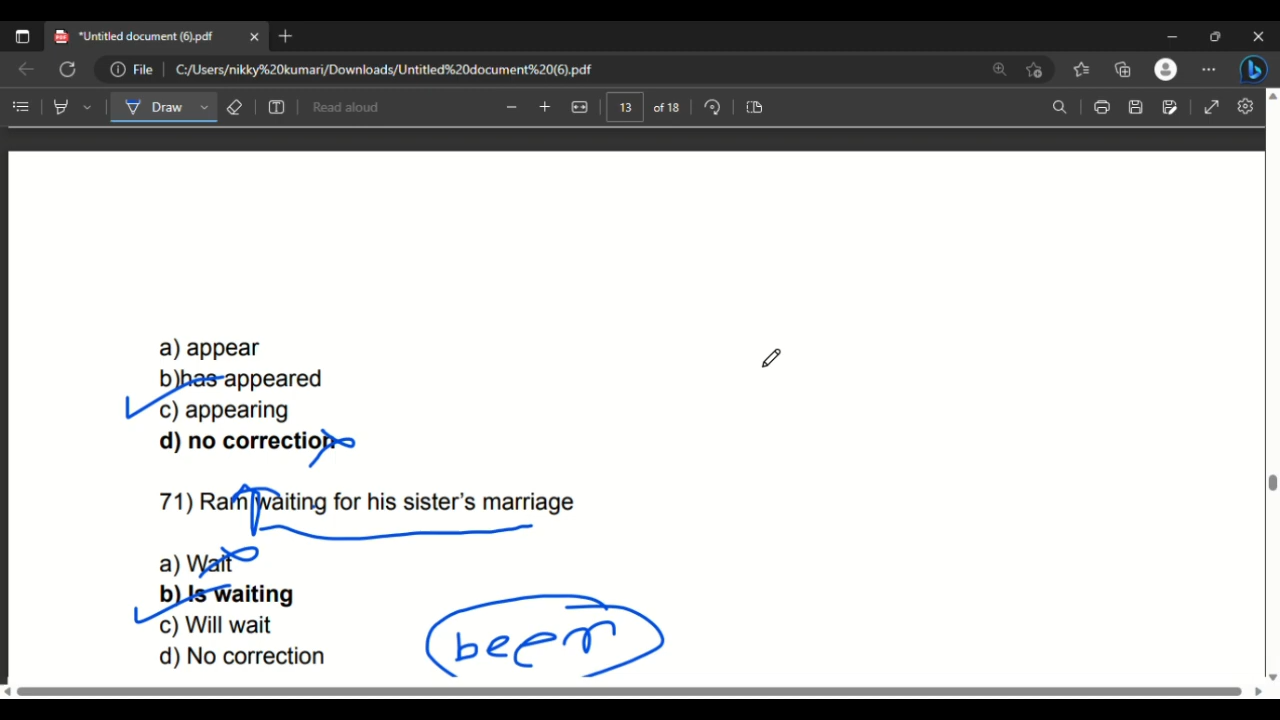 *Untitled document (6).pdf
File
C:/Users/nikky%20kumari/Downloads/Untitled%20document%20(6).pdf
Draw
Read aloud
13 of 18
a) appear
b)has appeared
c) appearing
d) no correction
71) Ram waiting for his sister's marriage
a) Wait
b) Is waiting
c) Will wait
d) No correction
been